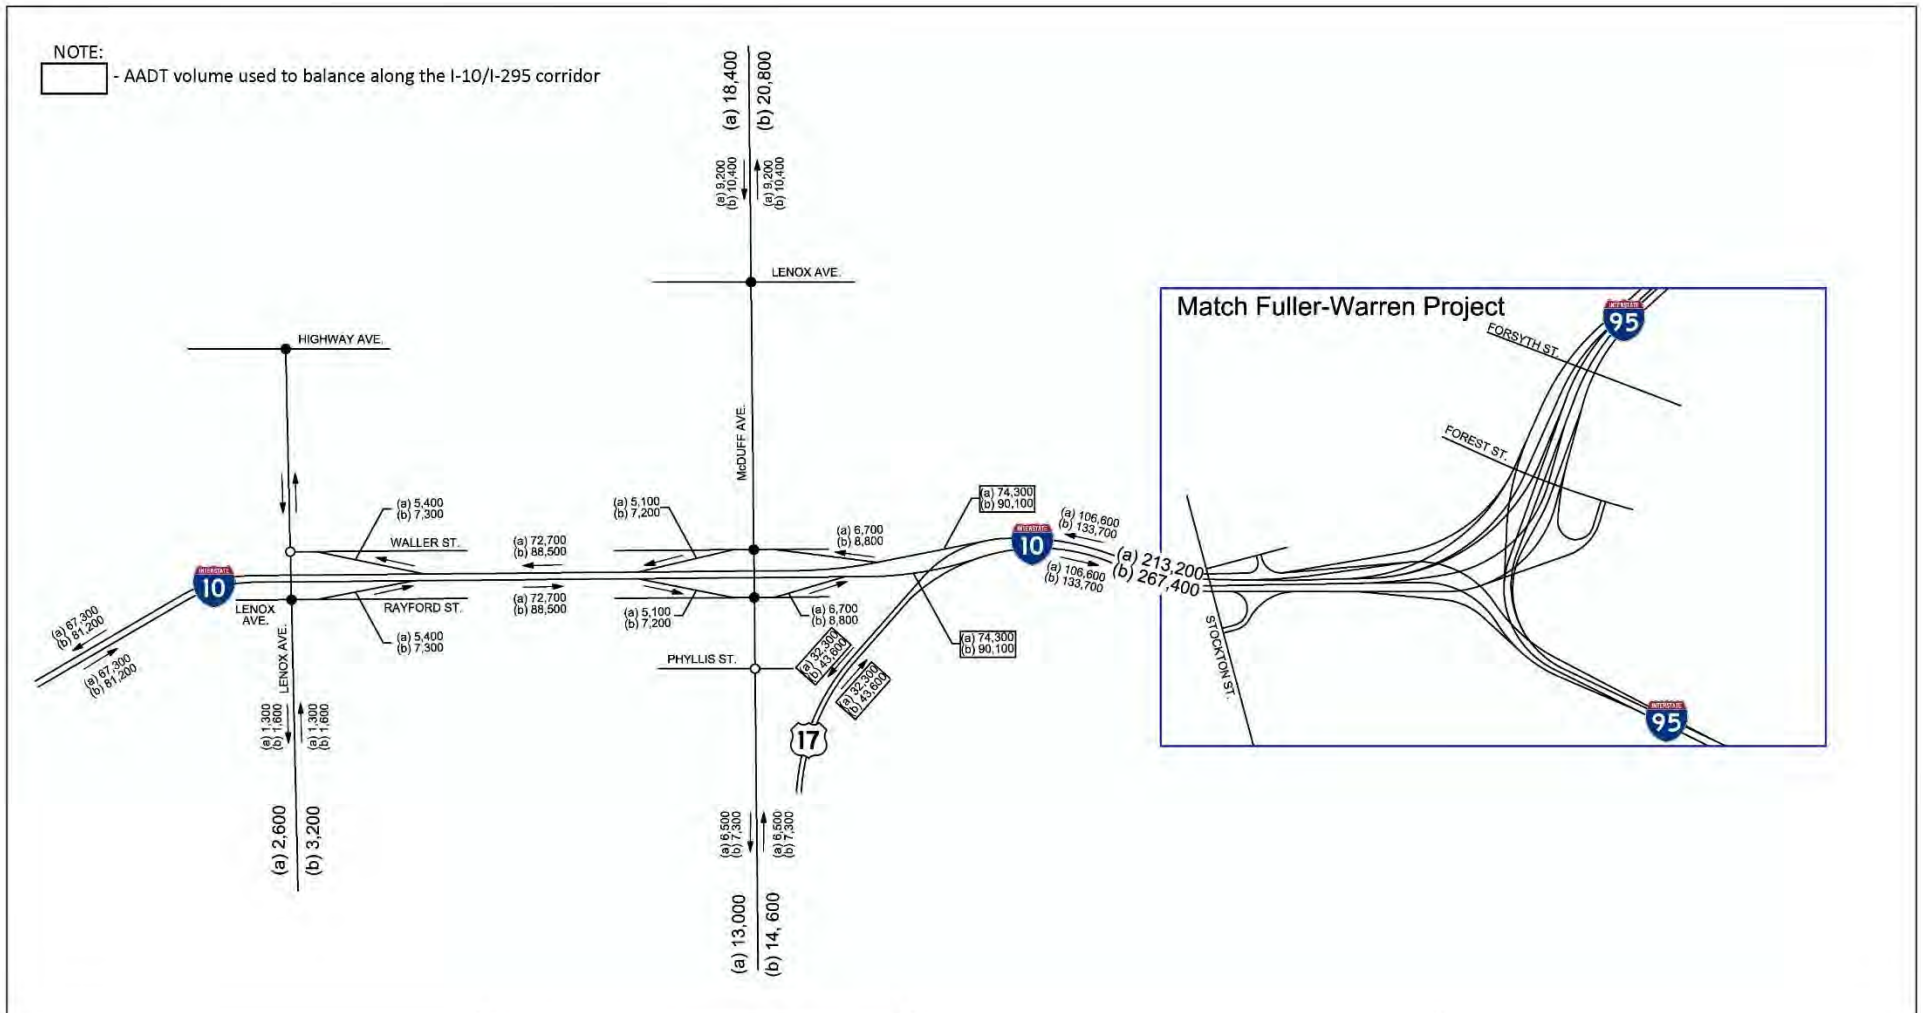 NOTE:
- AADT volume used to balance along the I-10/I-295 corridor
(a) 18,400
(b) 20,800
(a) 9,200
(b) 10,400
(a) 9,200
(b) 10,400
LENOX AVE.
HIGHWAY AVE.
McDUFF AVE.
Match Fuller-Warren Project
INTERSTATE
95
FORSYTH ST.
FOREST ST.
(a) 5,400
(b) 7,300
WALLER ST.
(a) 72,700
(b) 88,500
(a) 5,100
(b) 7,200
(a) 6,700
(b) 8,800
(a) 74,300
(b) 90,100
INTERSTATE
10
(a) 106,600
(b) 133,700
(a) 213,200
(b) 267,400
(a) 106,600
(b) 133,700
INTERSTATE
10
LENOX
AVE.
RAYFORD ST.
(a) 72,700
(b) 88,500
(a) 5,100
(b) 7,200
(a) 6,700
(b) 8,800
(a) 74,300
(b) 90,100
(a) 67,300
(b) 81,200
(a) 67,300
(b) 81,200
LENOX AVE.
(a) 5,400
(b) 7,300
PHYLLIS ST.
(a) 32,300
(b) 43,600
(a) 32,300
(b) 43,600
STOCKTON ST.
(a) 1,300
(b) 1,600
(a) 1,300
(b) 1,600
17
INTERSTATE
95
(a) 2,600
(b) 3,200
(a) 6,500
(b) 7,300
(a) 6,500
(b) 7,300
(a) 13,000
(b) 14, 600